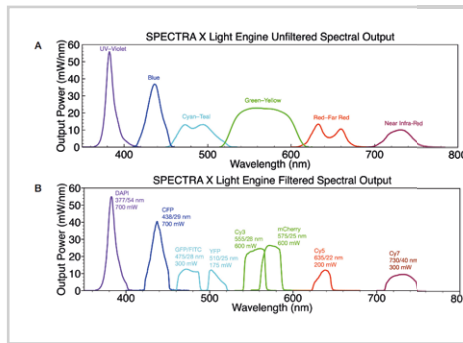 SPECTRA X Light Engine Unfiltered Spectral Output
A
UV–Violet
Blue
Cyan–Teal
Green–Yellow
Red–Far Red
Near Infra-Red
Output Power (mW/nm)
60
50
40
30
20
10
0
400 500 600 700 800
Wavelength (nm)
SPECTRA X Light Engine Filtered Spectral Output
B
DAPI
377/54 nm
700 mW
CFP
438/29 nm
700 mW
GFP/FITC
475/28 nm
300 mW
YFP
510/25 nm
175 mW
Cy3
555/28 nm
600 mW
mCherry
575/25 nm
600 mW
Cy5
635/22 nm
200 mW
Cy7
730/40 nm
300 mW
Output Power (mW/nm)
60
50
40
30
20
10
0
400 500 600 700 800
Wavelength (nm)